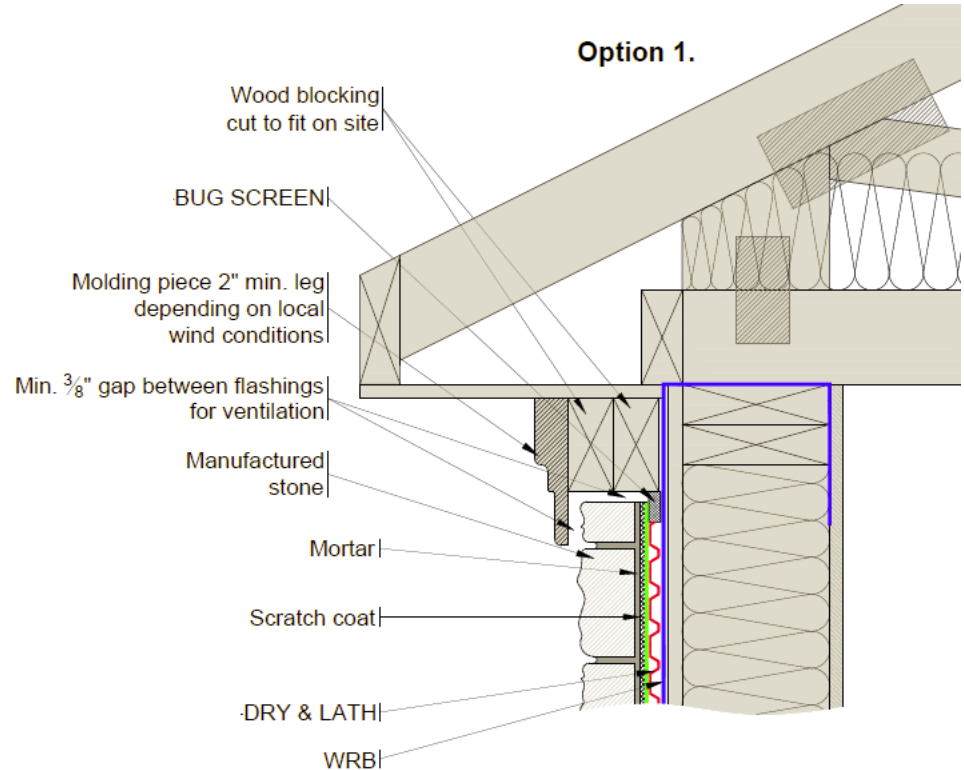 Option 1.
Wood blocking
cut to fit on site
BUG SCREEN
Molding piece 2" min. leg
depending on local
wind conditions
Min. ⅜" gap between flashings
for ventilation
Manufactured
stone
Mortar
Scratch coat
DRY & LATH
WRB